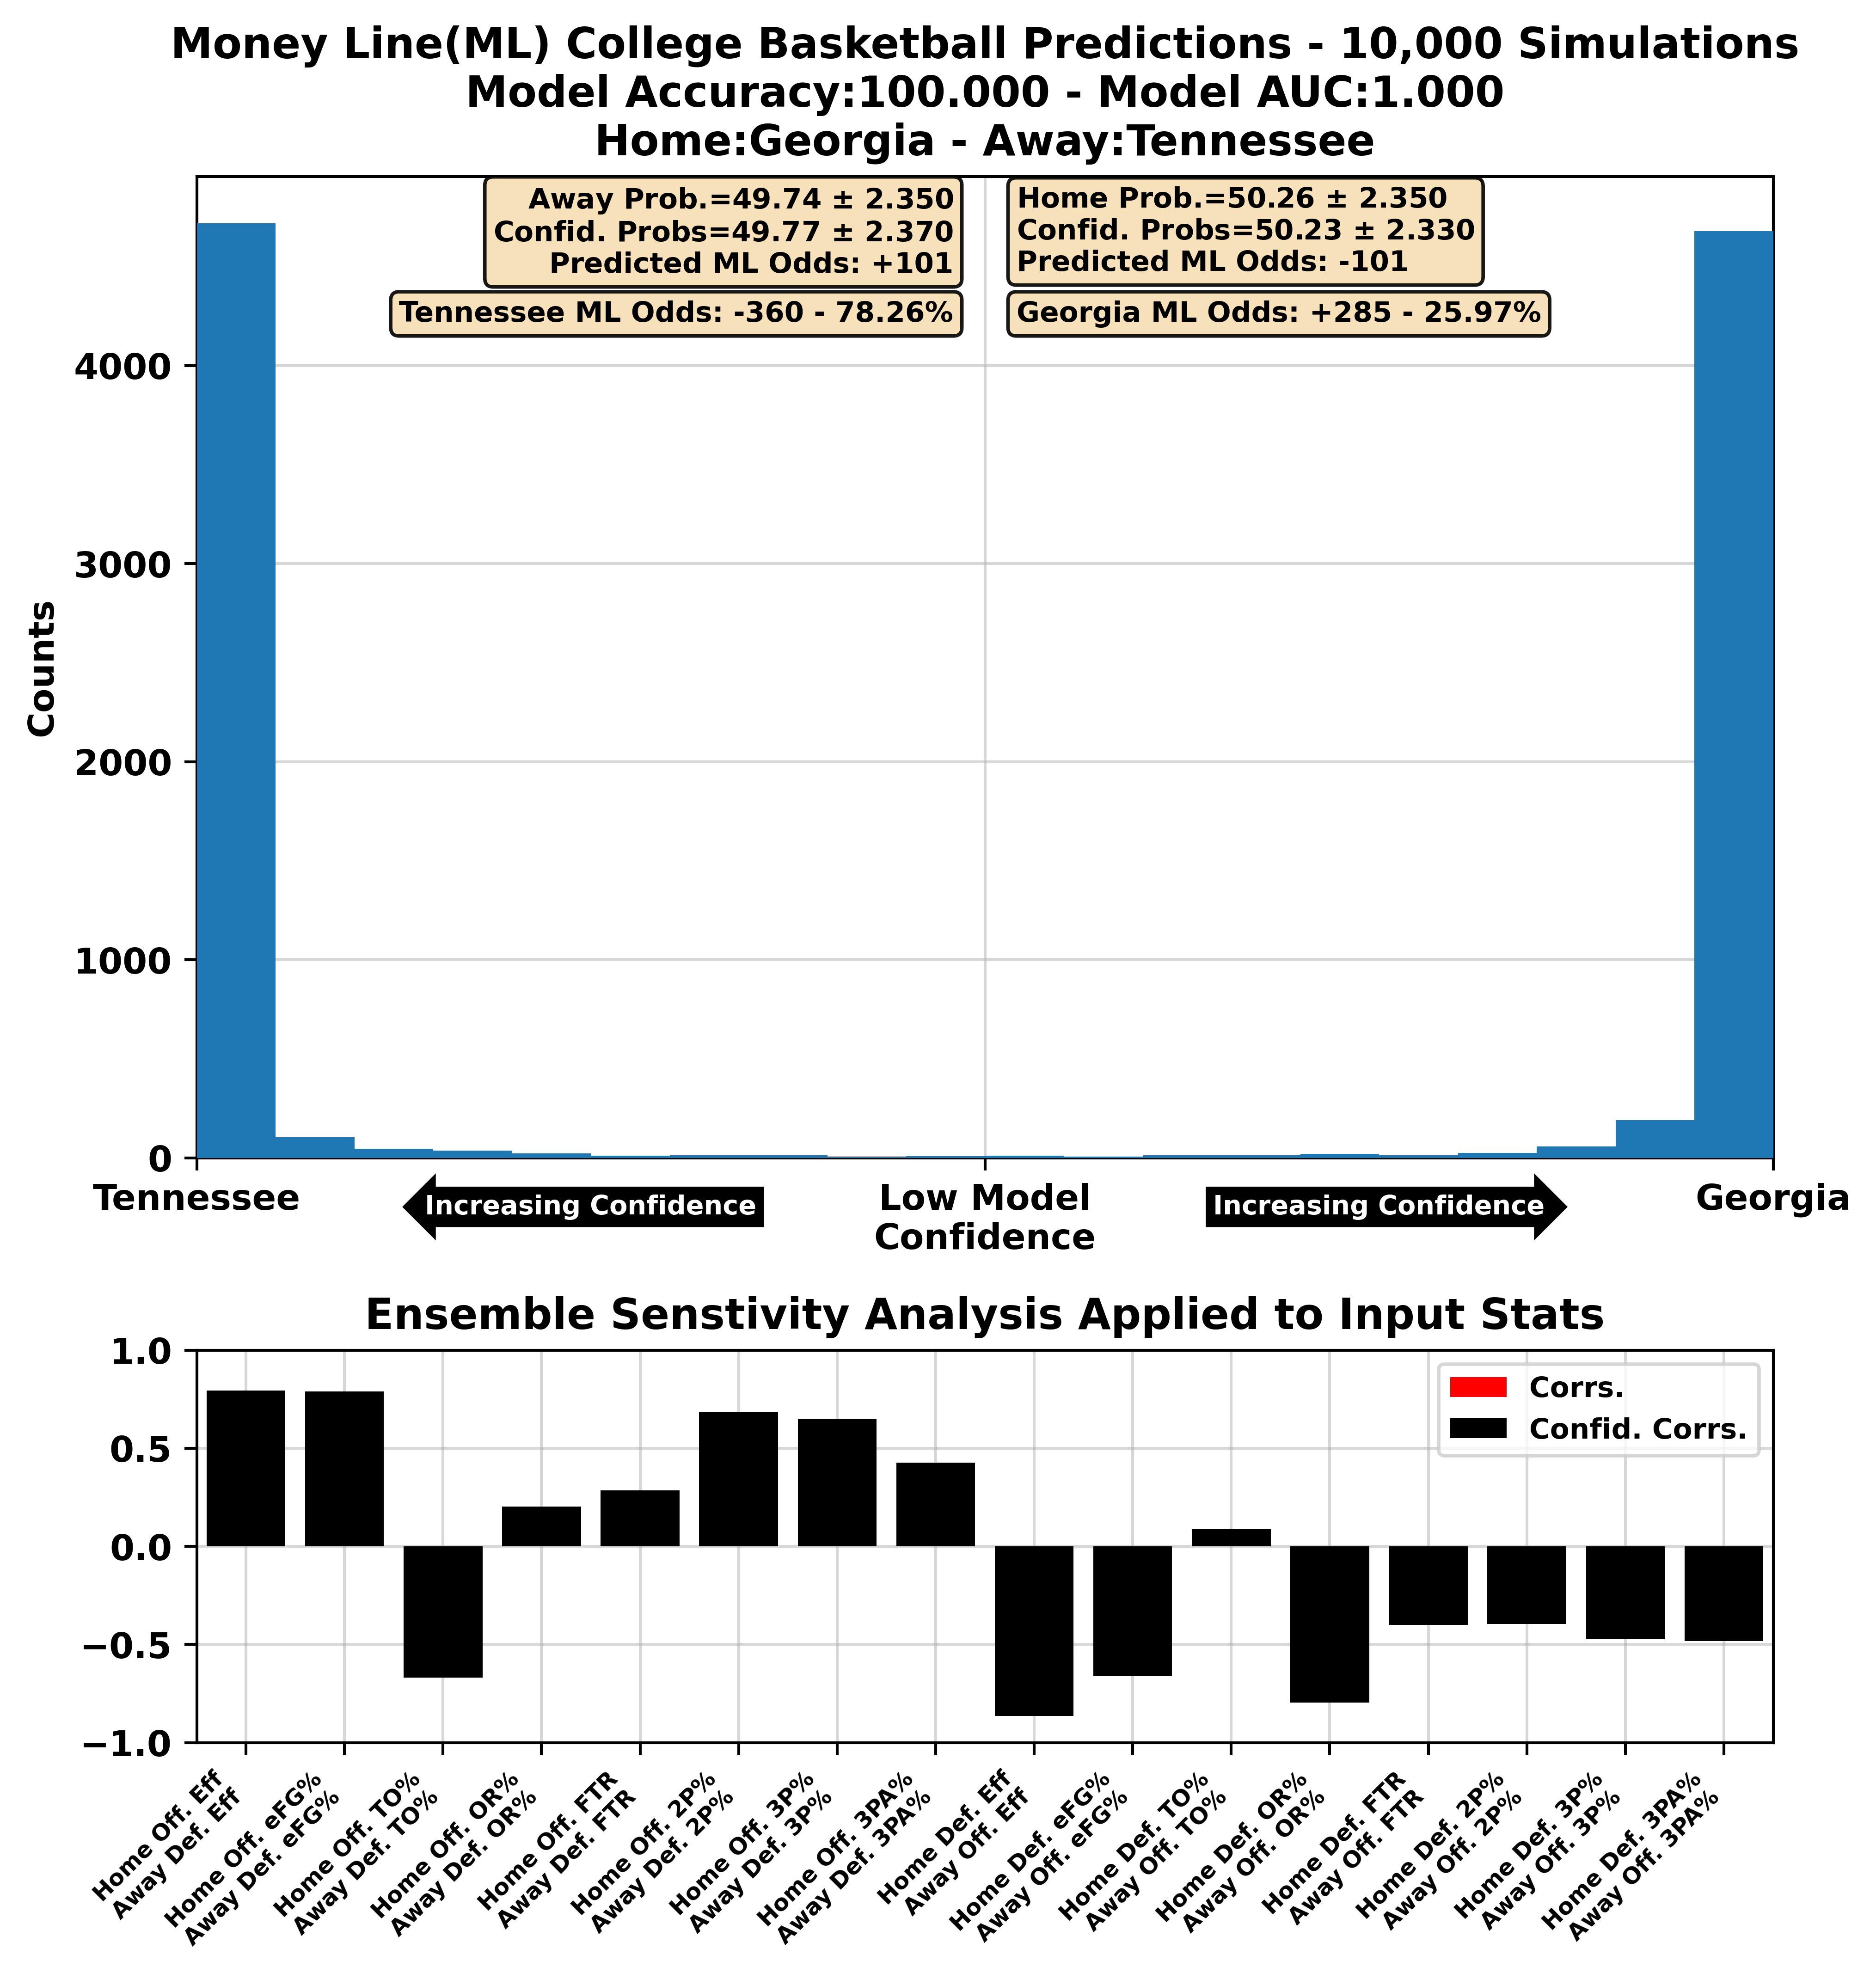 Money Line(ML) College Basketball Predictions - 10,000 Simulations
Model Accuracy:100.000 - Model AUC:1.000
Home:Georgia - Away:Tennessee
Away Prob.=49.74 ± 2.350
Confid. Probs=49.77 ± 2.370
Predicted ML Odds: +101
Home Prob.=50.26 ± 2.350
Confid. Probs=50.23 ± 2.330
Predicted ML Odds: -101
Tennessee ML Odds: -360 - 78.26%
Georgia ML Odds: +285 - 25.97%
4000
3000
2000
1000
0
Counts
Tennessee
Increasing Confidence
Low Model
Confidence
Increasing Confidence
Georgia
Ensemble Senstivity Analysis Applied to Input Stats
1.0
0.5
0.0
−0.5
−1.0
Corrs.
Confid. Corrs.
Home Off. Eff
Away Def. Eff
Home Off. eFG%
Away Def. eFG%
Home Off. TO%
Away Def. TO%
Home Off. OR%
Away Def. OR%
Home Off. FTR
Away Def. FTR
Home Off. 2P%
Away Def. 2P%
Home Off. 3P%
Away Def. 3P%
Home Off. 3PA%
Away Def. 3PA%
Home Def. Eff
Away Off. Eff
Home Def. eFG%
Away Off. eFG%
Home Def. TO%
Away Off. TO%
Home Def. OR%
Away Off. OR%
Home Def. FTR
Away Off. FTR
Home Def. 2P%
Away Off. 2P%
Home Def. 3P%
Away Off. 3P%
Home Def. 3PA%
Away Off. 3PA%